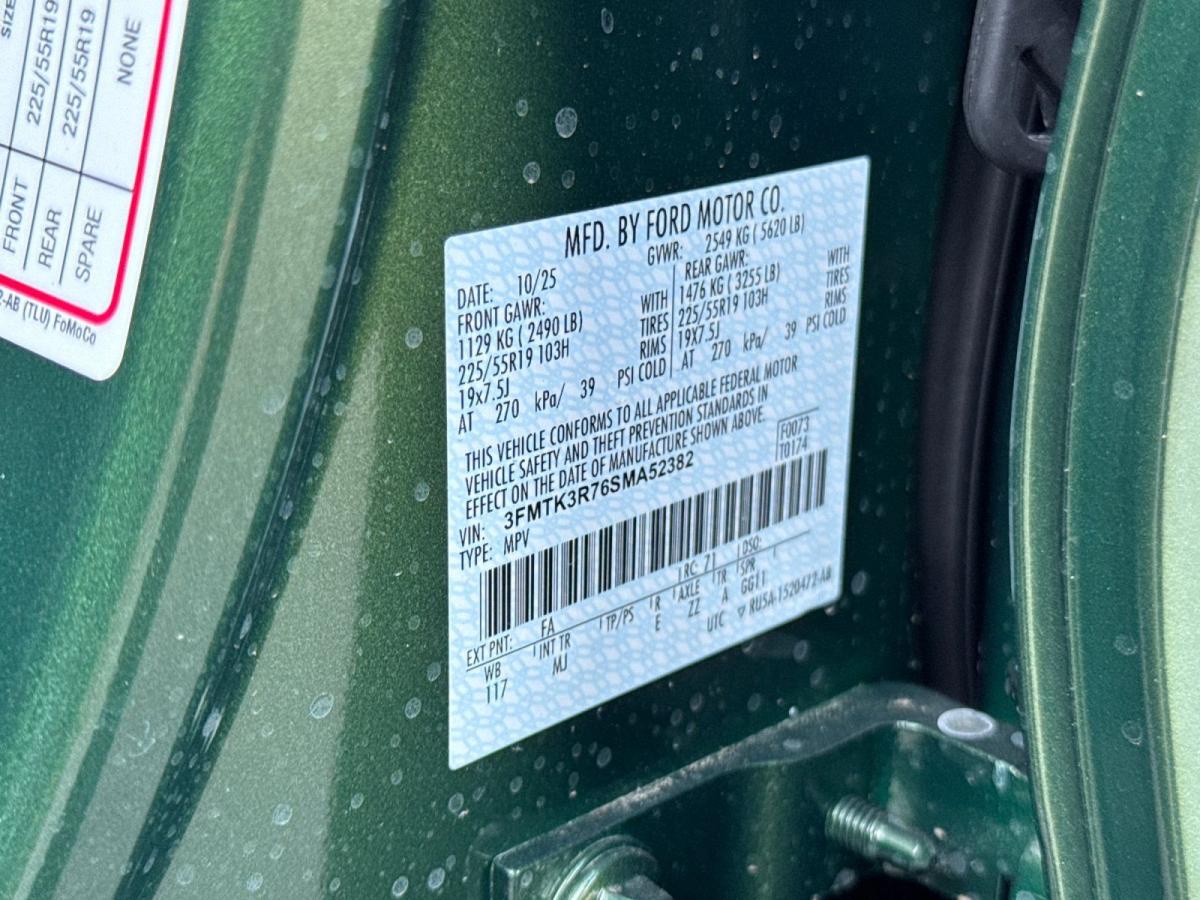 SIZE
FRONT 225/55R19
REAR 225/55R19
SPARE NONE
2-AB (TLU) FoMoCo
MFD. BY FORD MOTOR CO.
DATE: 10/25 GVWR: 2549 KG ( 5620 LB)
FRONT GAWR: REAR GAWR:
1129 KG ( 2490 LB) WITH 1476 KG ( 3255 LB) WITH
225/55R19 103H TIRES 225/55R19 103H TIRES
19x7.5J RIMS 19X7.5J RIMS
AT 270 kPa/ 39 PSI COLD AT 270 kPa/ 39 PSI COLD
THIS VEHICLE CONFORMS TO ALL APPLICABLE FEDERAL MOTOR
VEHICLE SAFETY AND THEFT PREVENTION STANDARDS IN
EFFECT ON THE DATE OF MANUFACTURE SHOWN ABOVE.
F0073
T0174
VIN: 3FMTK3R76SMA52382
TYPE: MPV
EXT PNT: FA RC: 71 DSO:
WB INT TR TP/PS R AXLE TR SPR
117 MJ E ZZ A GG11
UTC ▽ RU5A-1520472-AB